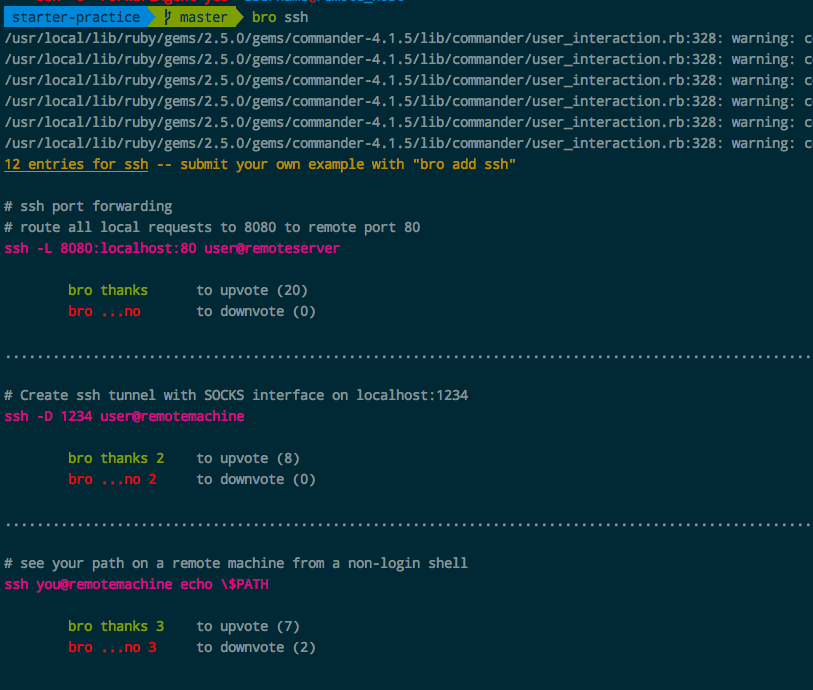 starter-practice master bro ssh
/usr/local/lib/ruby/gems/2.5.0/gems/commander-4.1.5/lib/commander/user_interaction.rb:328: warning: c
/usr/local/lib/ruby/gems/2.5.0/gems/commander-4.1.5/lib/commander/user_interaction.rb:328: warning: c
/usr/local/lib/ruby/gems/2.5.0/gems/commander-4.1.5/lib/commander/user_interaction.rb:328: warning: c
/usr/local/lib/ruby/gems/2.5.0/gems/commander-4.1.5/lib/commander/user_interaction.rb:328: warning: c
/usr/local/lib/ruby/gems/2.5.0/gems/commander-4.1.5/lib/commander/user_interaction.rb:328: warning: c
/usr/local/lib/ruby/gems/2.5.0/gems/commander-4.1.5/lib/commander/user_interaction.rb:328: warning: c
12 entries for ssh -- submit your own example with "bro add ssh"
# ssh port forwarding
# route all local requests to 8080 to remote port 80
ssh -L 8080:localhost:80 user@remoteserver
bro thanks to upvote (20)
bro ...no to downvote (0)
# Create ssh tunnel with SOCKS interface on localhost:1234
ssh -D 1234 user@remotemachine
bro thanks 2 to upvote (8)
bro ...no 2 to downvote (0)
# see your path on a remote machine from a non-login shell
ssh you@remotemachine echo \$PATH
bro thanks 3 to upvote (7)
bro ...no 3 to downvote (2)